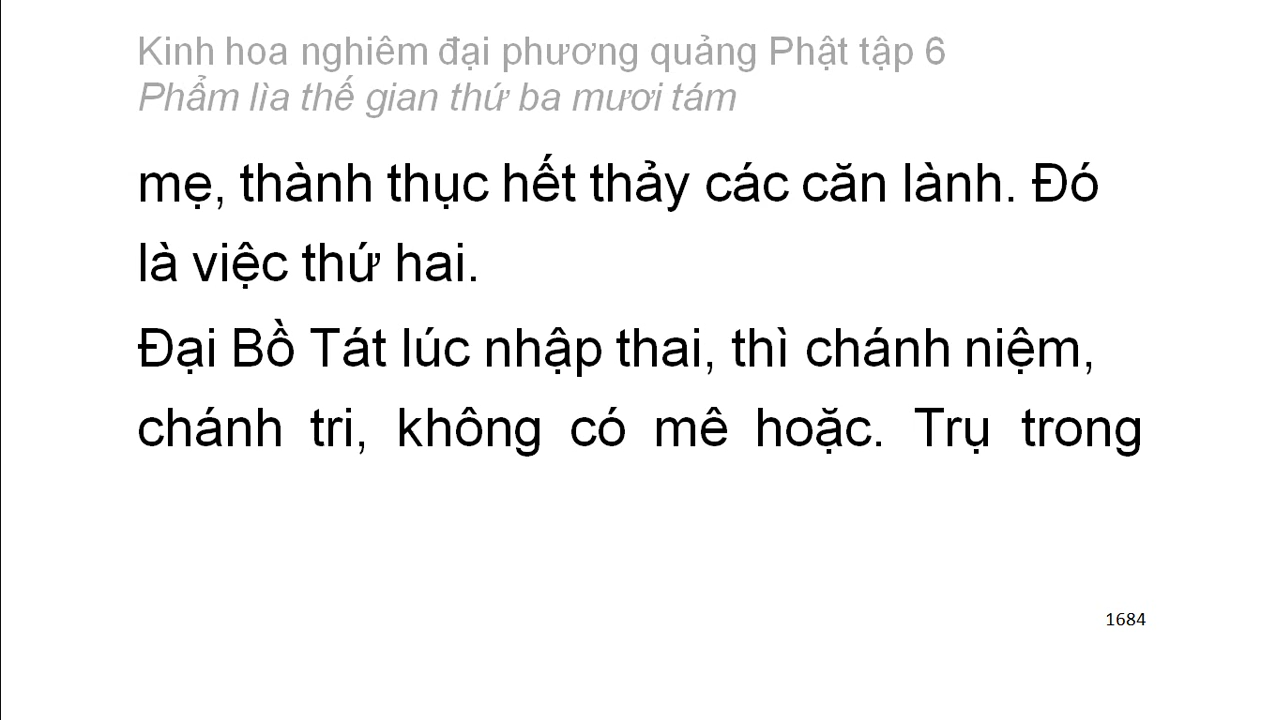 Kinh hoa nghiêm đại phương quảng Phật tập 6
Phẩm lìa thế gian thứ ba mươi tám
mẹ, thành thục hết thảy các căn lành. Đó
là việc thứ hai.
Đại Bồ Tát lúc nhập thai, thì chánh niệm,
chánh tri, không có mê hoặc. Trụ trong
1684